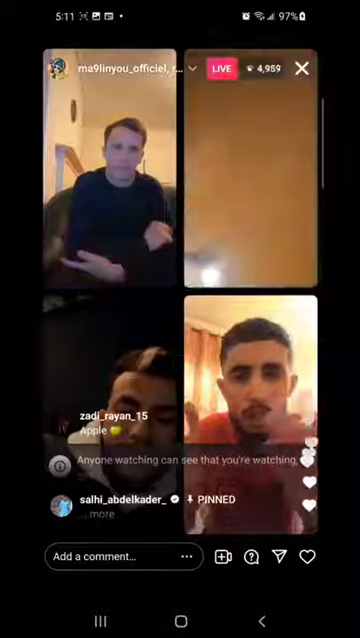 5:11
97%
ma9linyou_officiel, r...
LIVE
4,959
zadi_rayan_15
Apple 🍏
Anyone watching can see that you're watching,
salhi_abdelkader_
PINNED
... more
Add a comment...